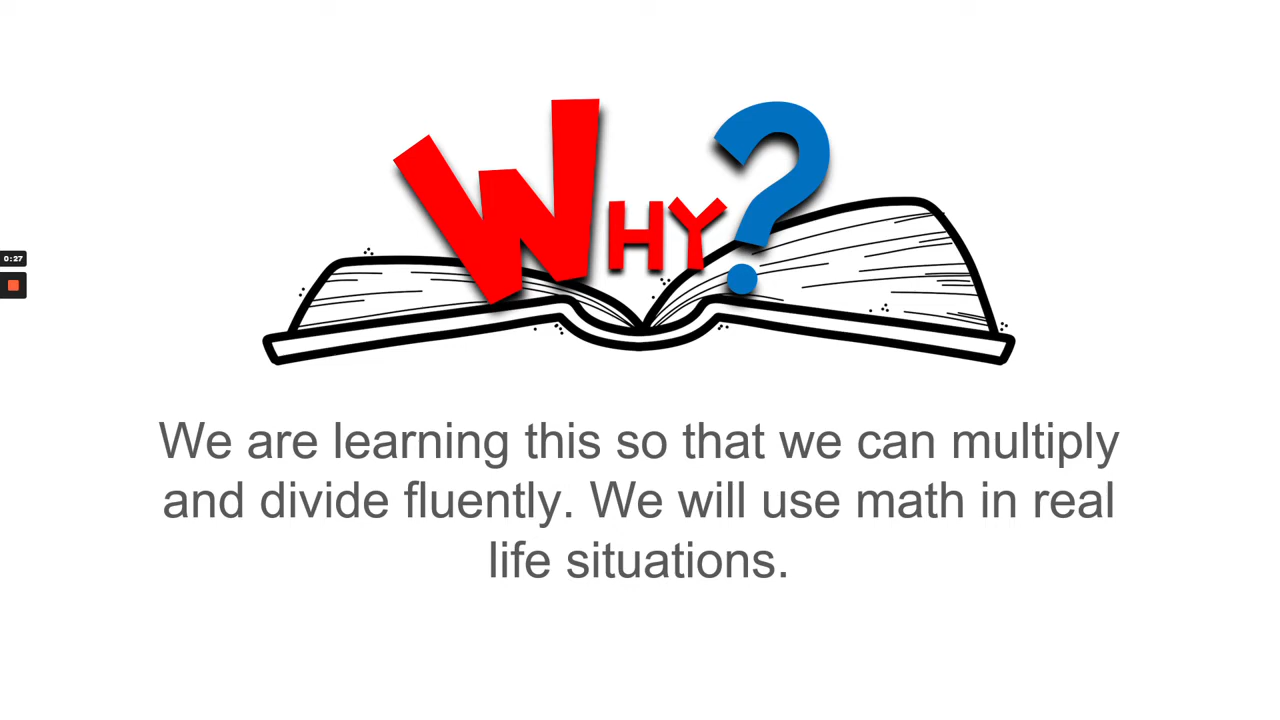 Why?
0:27
We are learning this so that we can multiply
and divide fluently. We will use math in real
life situations.